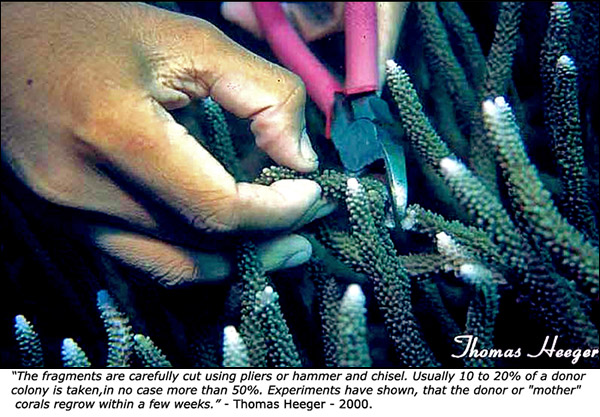 Thomas Heeger
"The fragments are carefully cut using pliers or hammer and chisel. Usually 10 to 20% of a donor
colony is taken,in no case more than 50%. Experiments have shown, that the donor or "mother"
corals regrow within a few weeks." - Thomas Heeger - 2000.